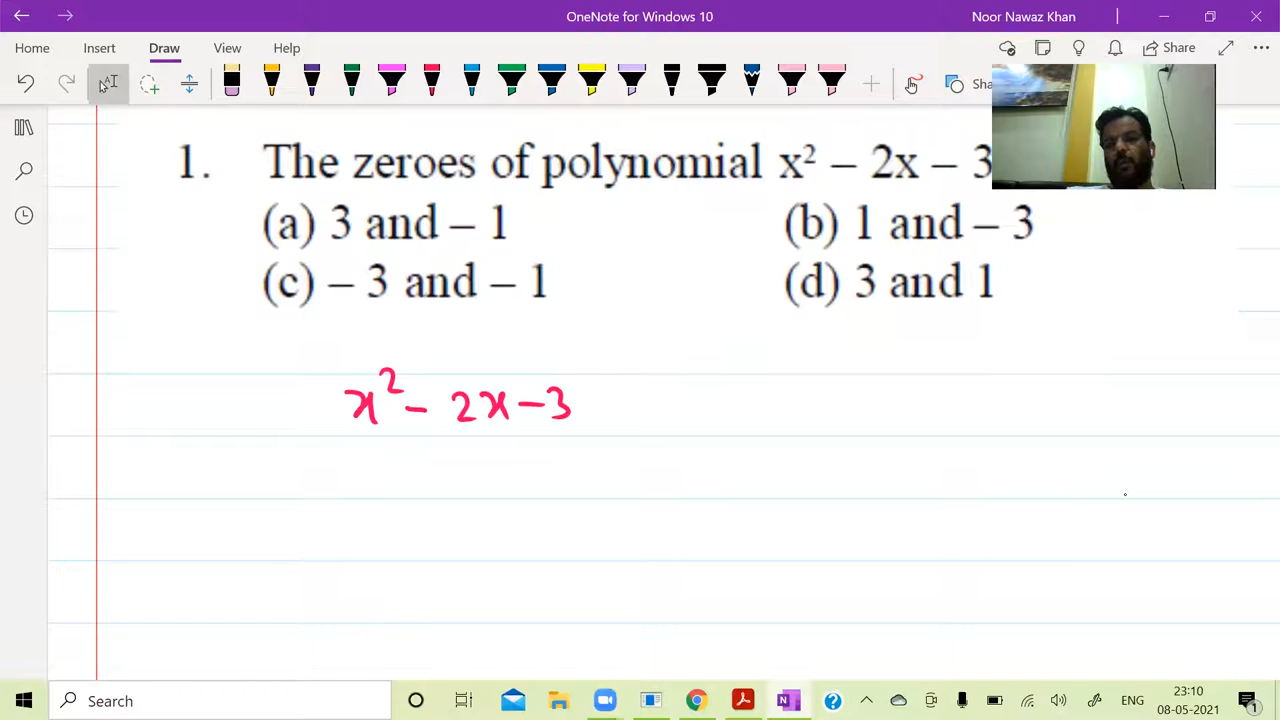 OneNote for Windows 10
Noor Nawaz Khan
Home Insert Draw View Help
Share
Sha
1. The zeroes of polynomial x² – 2x – 3
(a) 3 and – 1 (b) 1 and – 3
(c) – 3 and – 1 (d) 3 and 1
x² - 2x - 3
Search
ENG
23:10
08-05-2021
1